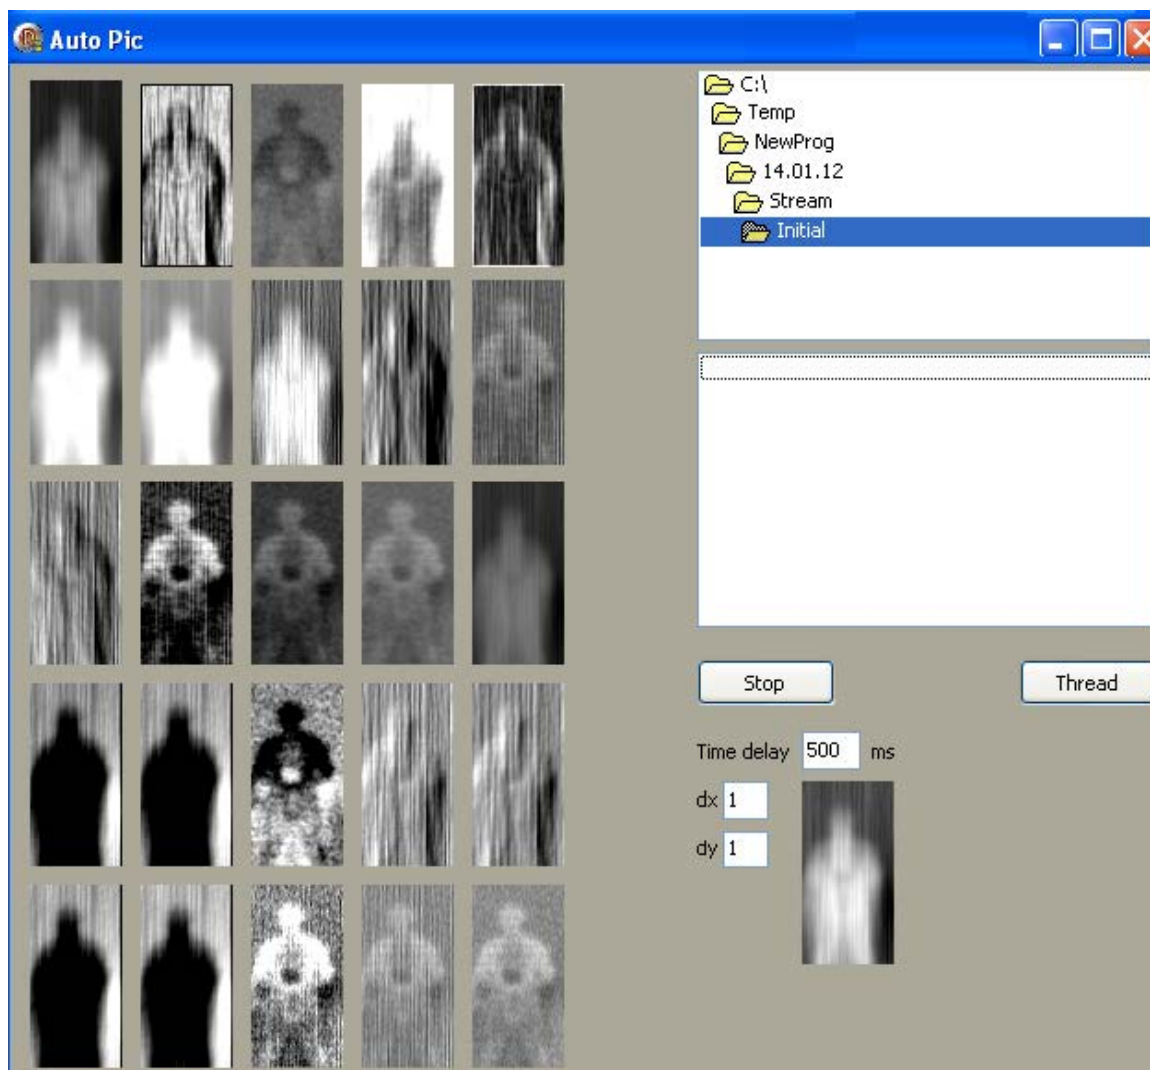 Auto Pic
C:\
Temp
NewProg
14.01.12
Stream
Initial
Stop
Thread
Time delay 500 ms
dx 1
dy 1